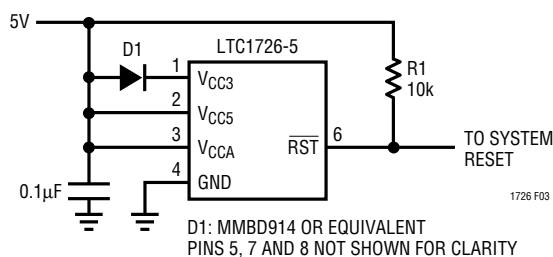 5V
D1
LTC1726-5
1
VCC3
2
VCC5
3
VCCA
4
GND
RST
6
R1
10k
TO SYSTEM
RESET
0.1µF
1726 F03
D1: MMBD914 OR EQUIVALENT
PINS 5, 7 AND 8 NOT SHOWN FOR CLARITY